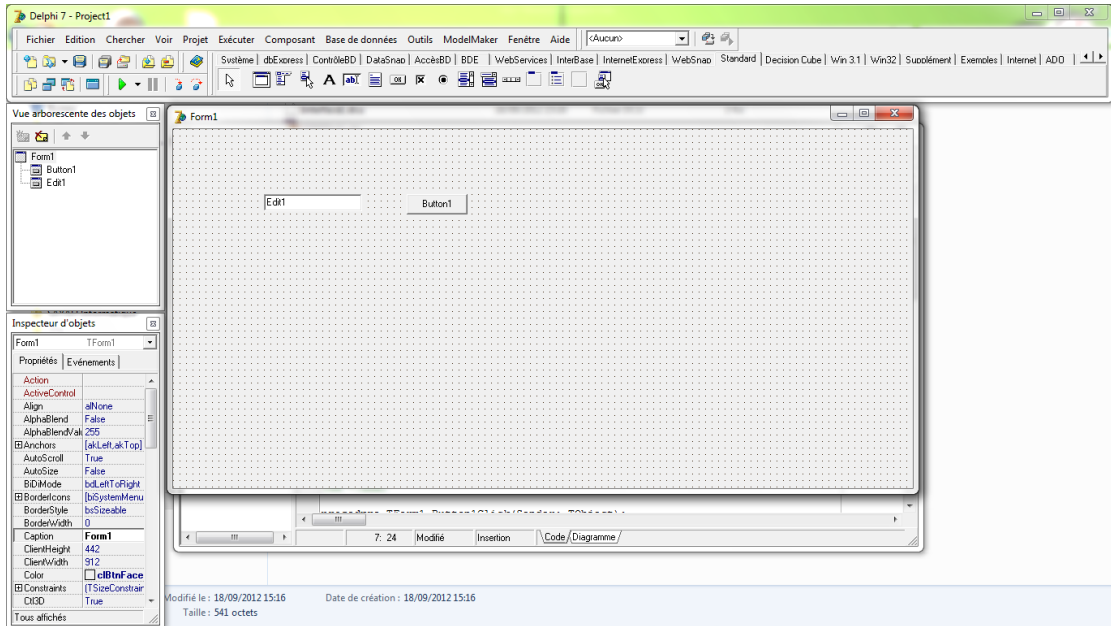 Delphi 7 - Project1
Fichier Edition Chercher Voir Projet Exécuter Composant Base de données Outils ModelMaker Fenêtre Aide <Aucun>
Système dbExpress ContrôleBD DataSnap AccèsBD BDE WebServices InterBase InternetExpress WebSnap Standard Decision Cube Win 3.1 Win32 Supplément Exemples Internet ADO
Vue arborescente des objets
Form1
Button1
Edit1
Form1
Edit1
Button1
Inspecteur d'objets
Form1 TForm1
Propriétés Evénements
Action
ActiveControl
Align alNone
AlphaBlend False
AlphaBlendValu 255
Anchors [akLeft,akTop]
AutoScroll True
AutoSize False
BiDiMode bdLeftToRight
BorderIcons [biSystemMenu
BorderStyle bsSizeable
BorderWidth 0
Caption Form1
ClientHeight 442
ClientWidth 912
Color clBtnFace
Constraints (TSizeConstrain
Ctl3D True
Tous affichés
7: 24 Modifié Insertion Code Diagramme
Modifié le : 18/09/2012 15:16 Date de création : 18/09/2012 15:16
Taille : 541 octets